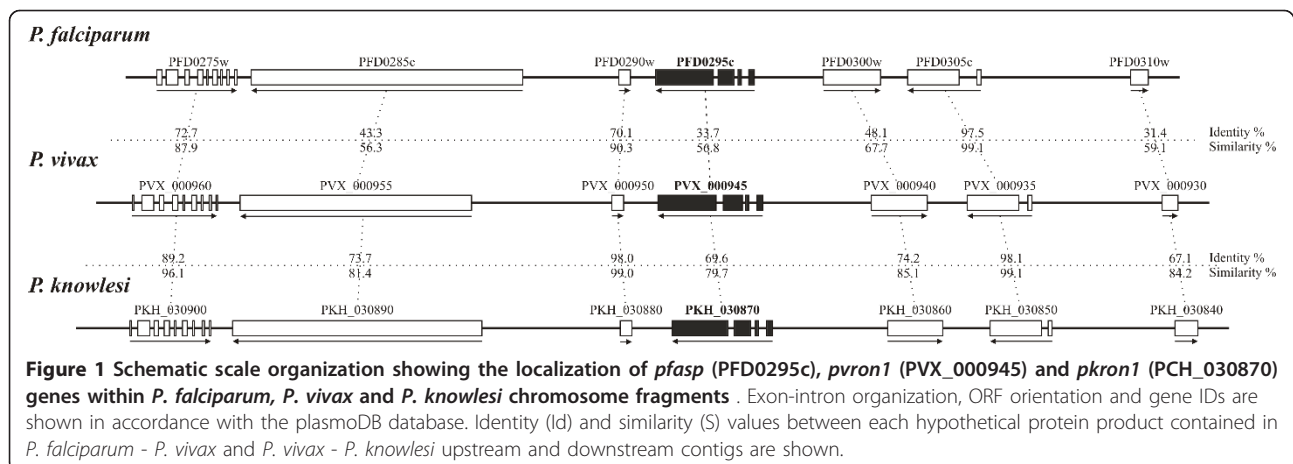 P. falciparum
PFD0275w PFD0285c PFD0290w PFD0295c PFD0300w PFD0305c PFD0310w
72.7 43.3 70.1 33.7 48.1 97.5 31.4 Identity %
87.9 56.3 90.3 56.8 67.7 99.1 59.1 Similarity %
P. vivax
PVX_000960 PVX_000955 PVX_000950 PVX_000945 PVX_000940 PVX_000935 PVX_000930
89.2 73.7 98.0 69.6 74.2 98.1 67.1 Identity %
96.1 81.4 99.0 79.7 85.1 99.1 84.2 Similarity %
P. knowlesi
PKH_030900 PKH_030890 PKH_030880 PKH_030870 PKH_030860 PKH_030850 PKH_030840
Figure 1 Schematic scale organization showing the localization of pfasp (PFD0295c), pvron1 (PVX_000945) and pkron1 (PCH_030870)
genes within P. falciparum, P. vivax and P. knowlesi chromosome fragments . Exon-intron organization, ORF orientation and gene IDs are
shown in accordance with the plasmoDB database. Identity (Id) and similarity (S) values between each hypothetical protein product contained in
P. falciparum - P. vivax and P. vivax - P. knowlesi upstream and downstream contigs are shown.